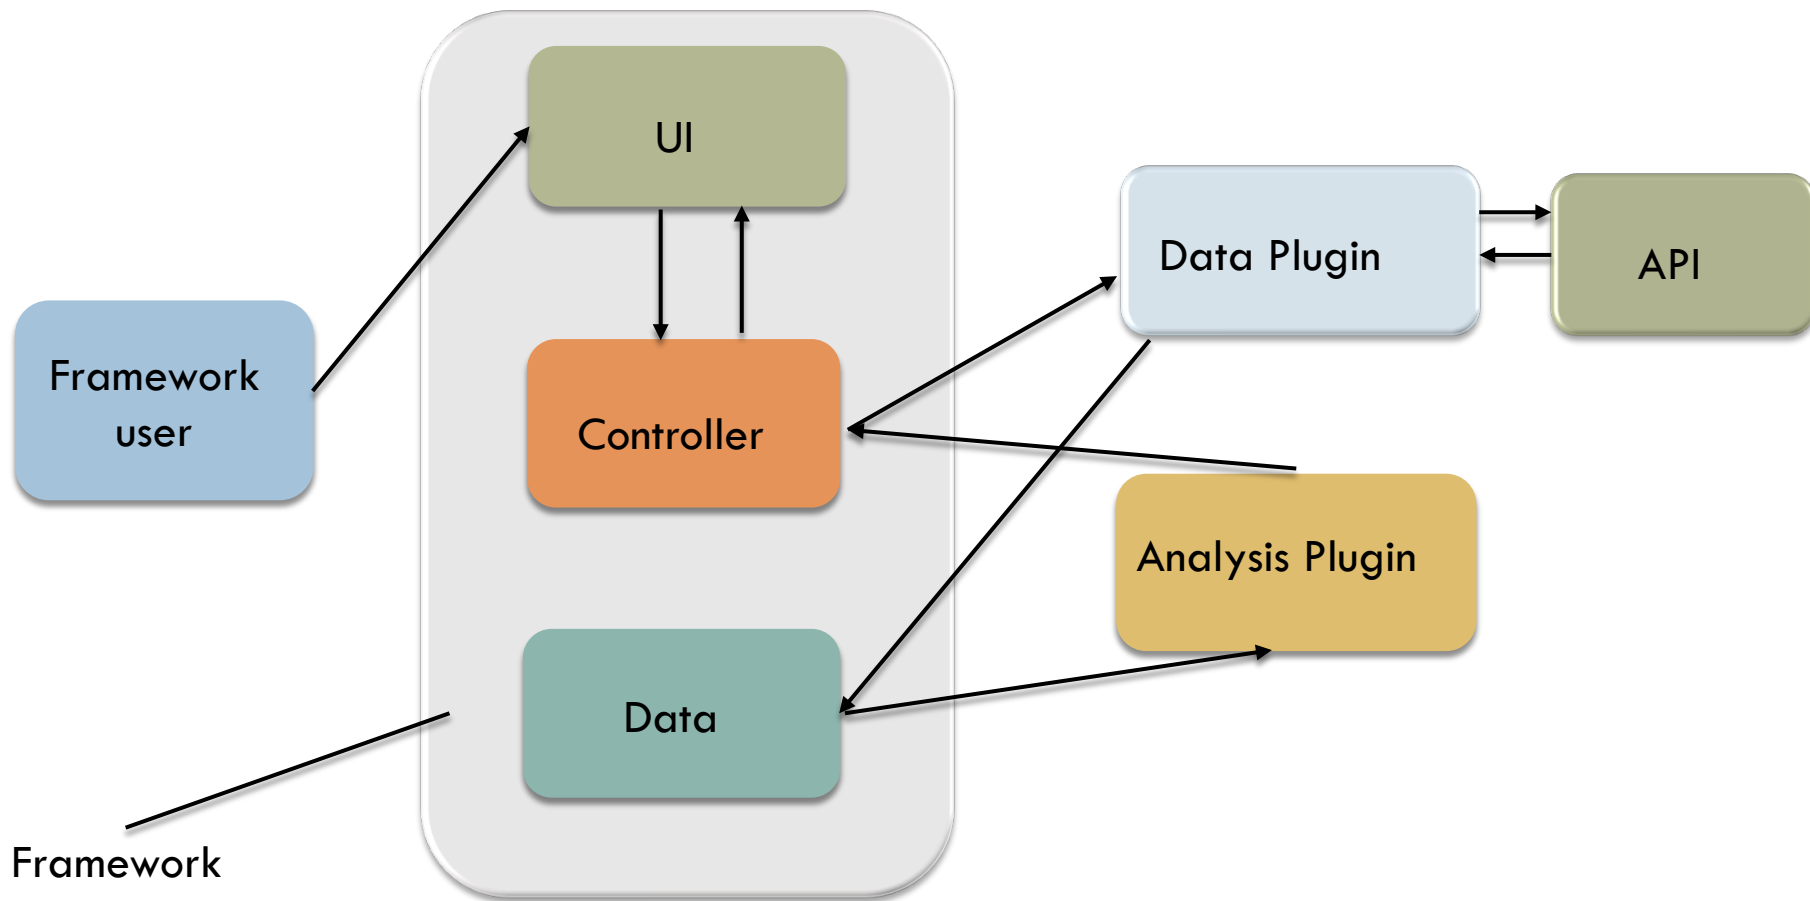 UI
Data Plugin
API
Framework
user
Controller
Analysis Plugin
Data
Framework